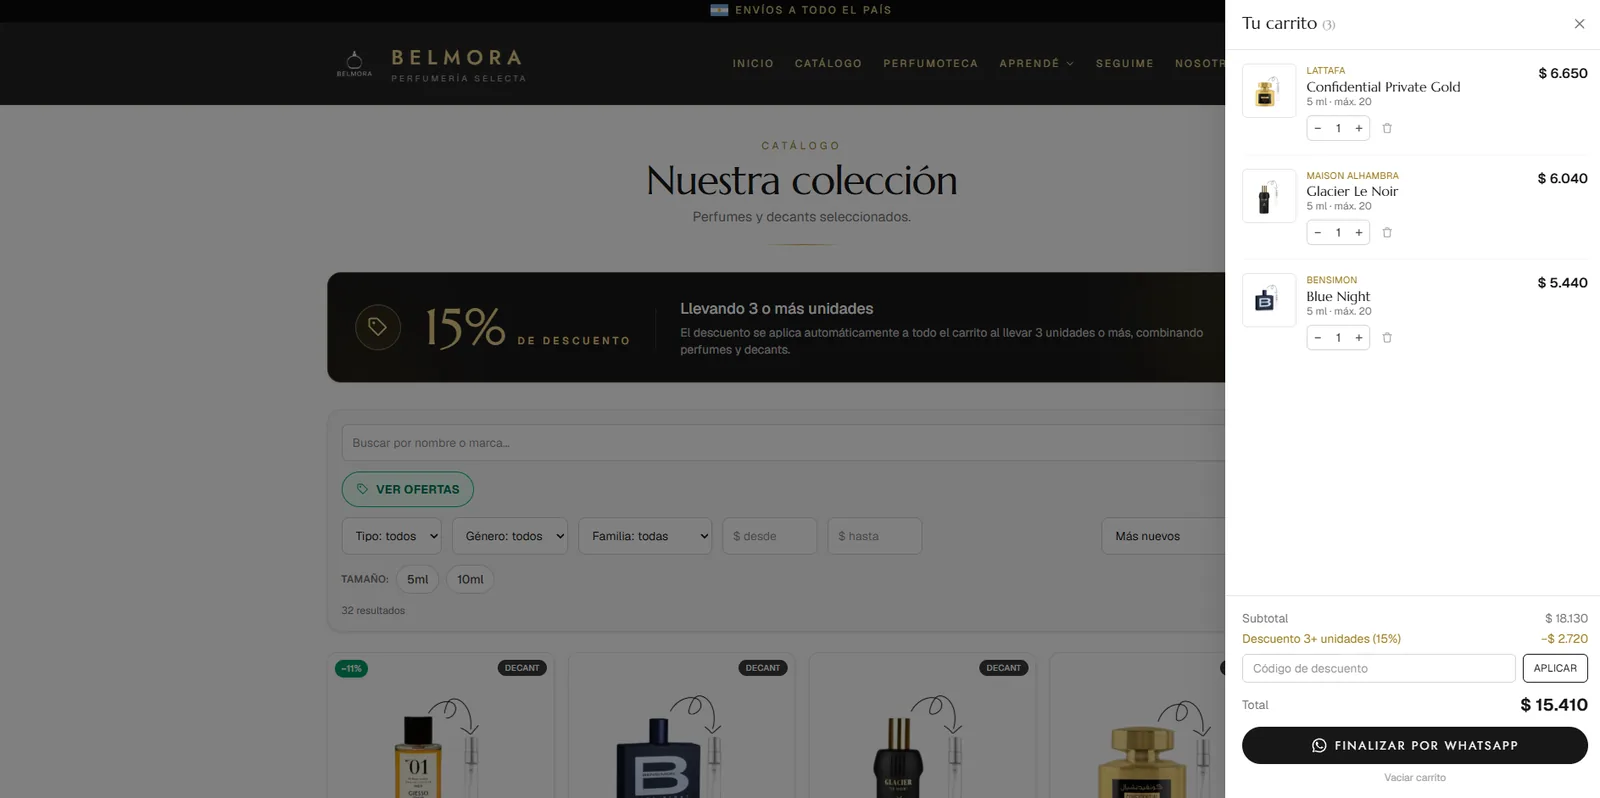 ENVÍOS A TODO EL PAÍS
BELMORA
BELMORA
PERFUMERÍA SELECTA
INICIO CATÁLOGO PERFUMOTECA APRENDÉ SEGUIME NOSOTR
CATÁLOGO
Nuestra colección
Perfumes y decants seleccionados.
15% DE DESCUENTO
Llevando 3 o más unidades
El descuento se aplica automáticamente a todo el carrito al llevar 3 unidades o más, combinando
perfumes y decants.
Buscar por nombre o marca...
VER OFERTAS
Tipo: todos Género: todos Familia: todas $ desde $ hasta Más nuevos
TAMAÑO: 5ml 10ml
32 resultados
-11% DECANT DECANT DECANT
'01
GIESSO
B
GLACIER
Tu carrito (3)
LATTAFA
Confidential Private Gold
$ 6.650
5 ml · máx. 20
− 1 +
MAISON ALHAMBRA
Glacier Le Noir
$ 6.040
5 ml · máx. 20
− 1 +
BENSIMON
Blue Night
$ 5.440
5 ml · máx. 20
− 1 +
B
Subtotal $ 18.130
Descuento 3+ unidades (15%) −$ 2.720
Código de descuento APLICAR
Total $ 15.410
FINALIZAR POR WHATSAPP
Vaciar carrito